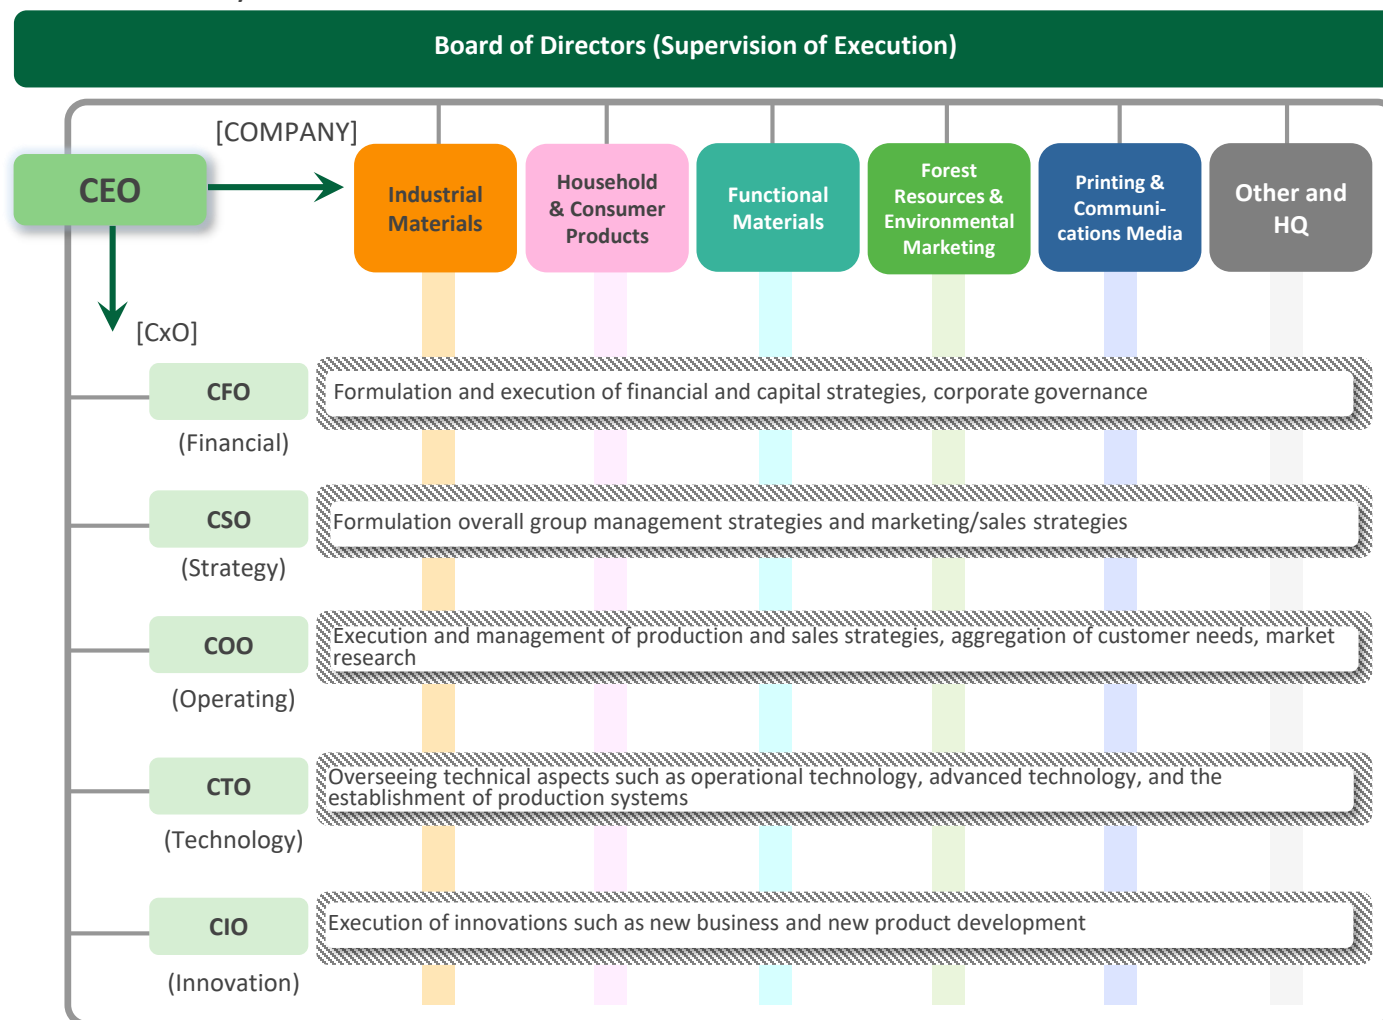 Board of Directors (Supervision of Execution)
[COMPANY]
CEO
Industrial
Materials
Household
& Consumer
Products
Functional
Materials
Forest
Resources &
Environmental
Marketing
Printing &
Communi-
cations Media
Other and
HQ
[CxO]
CFO
(Financial)
Formulation and execution of financial and capital strategies, corporate governance
CSO
(Strategy)
Formulation overall group management strategies and marketing/sales strategies
COO
(Operating)
Execution and management of production and sales strategies, aggregation of customer needs, market
research
CTO
(Technology)
Overseeing technical aspects such as operational technology, advanced technology, and the
establishment of production systems
CIO
(Innovation)
Execution of innovations such as new business and new product development